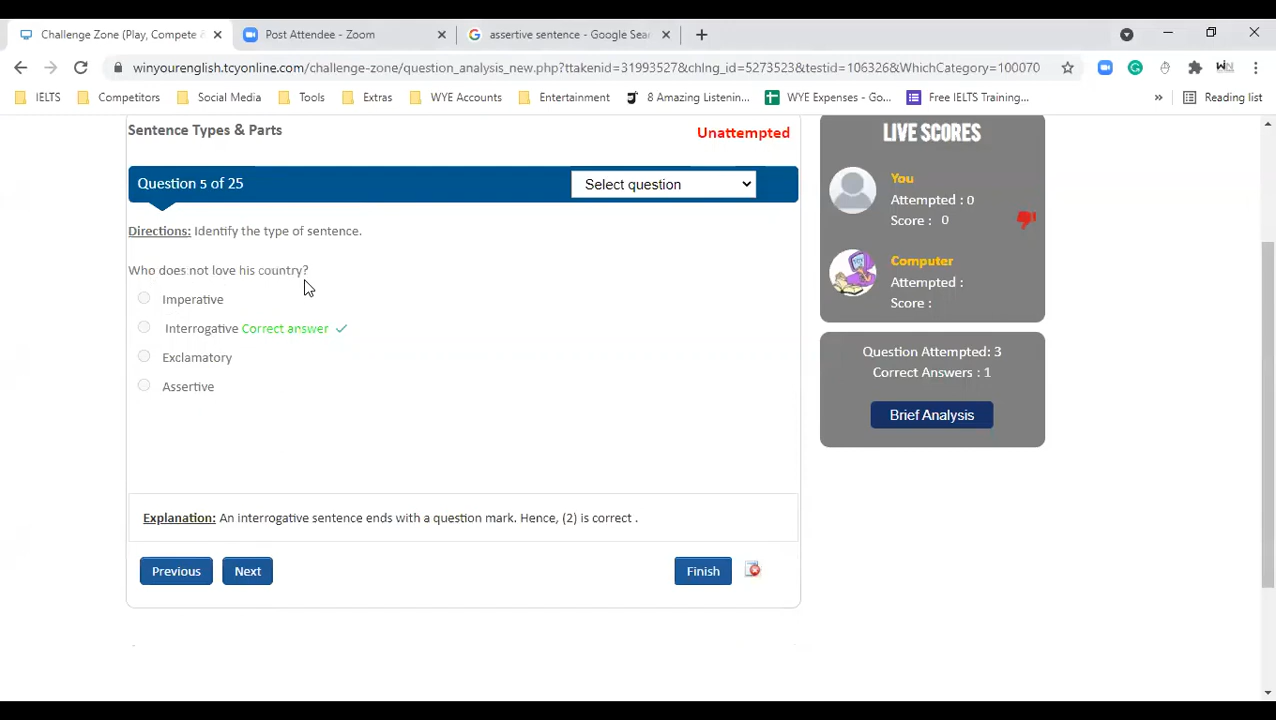 Challenge Zone (Play, Compete &
Post Attendee - Zoom
assertive sentence - Google Sea
winyourenglish.tcyonline.com/challenge-zone/question_analysis_new.php?ttakenid=31993527&chlng_id=5273523&testid=106326&WhichCategory=100070
IELTS
Competitors
Social Media
Tools
Extras
WYE Accounts
Entertainment
8 Amazing Listenin...
WYE Expenses - Go...
Free IELTS Training...
»
Reading list
Sentence Types & Parts
Unattempted
Question 5 of 25
Select question
Directions: Identify the type of sentence.
Who does not love his country?
Imperative
Interrogative Correct answer ✓
Exclamatory
Assertive
Explanation: An interrogative sentence ends with a question mark. Hence, (2) is correct .
Previous
Next
Finish
LIVE SCORES
You
Attempted : 0
Score : 0
Computer
Attempted :
Score :
Question Attempted: 3
Correct Answers : 1
Brief Analysis